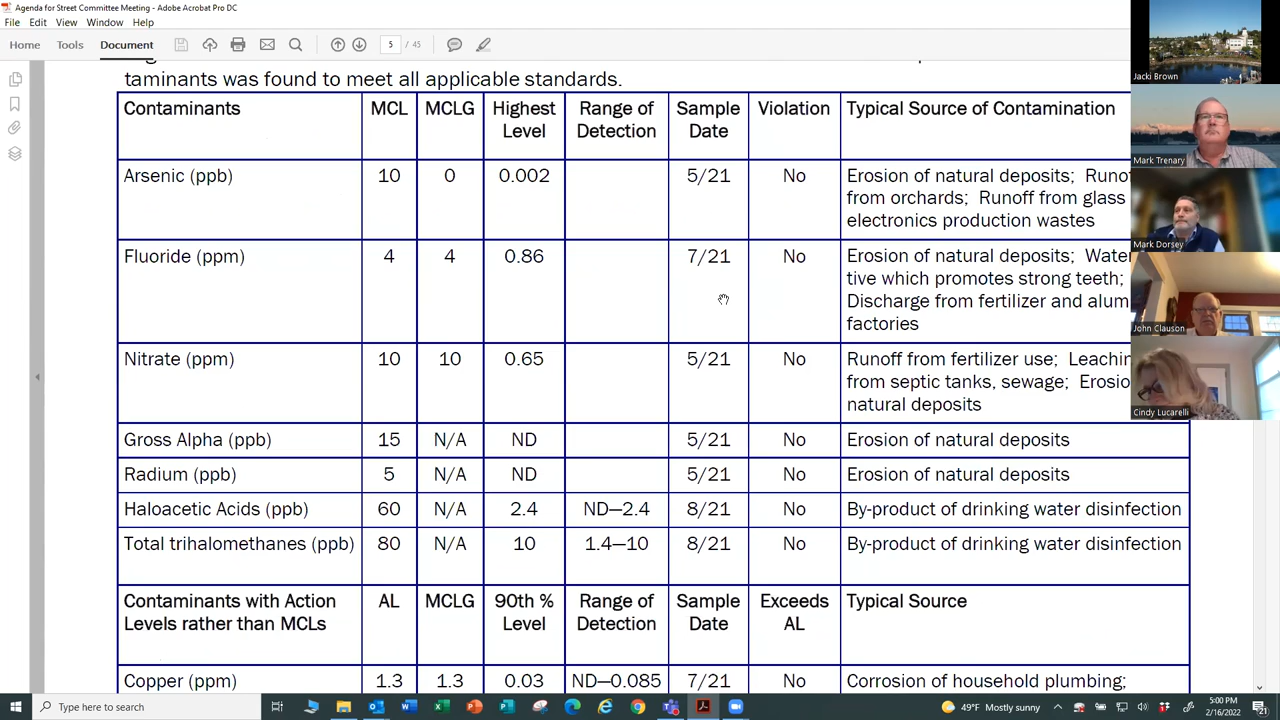 Agenda for Street Committee Meeting - Adobe Acrobat Pro DC
File Edit View Window Help
Home Tools Document 5 / 45
taminants was found to meet all applicable standards.
Contaminants MCL MCLG Highest Level Range of Detection Sample Date Violation Typical Source of Contamination
Arsenic (ppb) 10 0 0.002 5/21 No Erosion of natural deposits; Runo
from orchards; Runoff from glass
electronics production wastes
Fluoride (ppm) 4 4 0.86 7/21 No Erosion of natural deposits; Water
tive which promotes strong teeth;
Discharge from fertilizer and alum
factories
Nitrate (ppm) 10 10 0.65 5/21 No Runoff from fertilizer use; Leachin
from septic tanks, sewage; Erosio
natural deposits
Gross Alpha (ppb) 15 N/A ND 5/21 No Erosion of natural deposits
Radium (ppb) 5 N/A ND 5/21 No Erosion of natural deposits
Haloacetic Acids (ppb) 60 N/A 2.4 ND—2.4 8/21 No By-product of drinking water disinfection
Total trihalomethanes (ppb) 80 N/A 10 1.4—10 8/21 No By-product of drinking water disinfection
Contaminants with Action Levels rather than MCLs AL MCLG 90th % Level Range of Detection Sample Date Exceeds AL Typical Source
Copper (ppm) 1.3 1.3 0.03 ND—0.085 7/21 No Corrosion of household plumbing;
Jacki Brown
Mark Trenary
Mark Dorsey
John Clauson
Cindy Lucarelli
Type here to search
49°F Mostly sunny
5:00 PM
2/16/2022
21